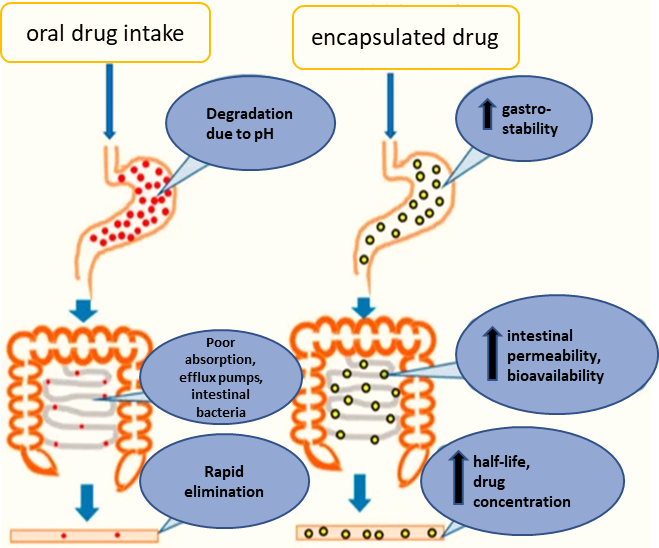 oral drug intake
encapsulated drug
Degradation
due to pH
gastro-
stability
Poor
absorption,
efflux pumps,
intestinal
bacteria
intestinal
permeability,
bioavailability
Rapid
elimination
half-life,
drug
concentration